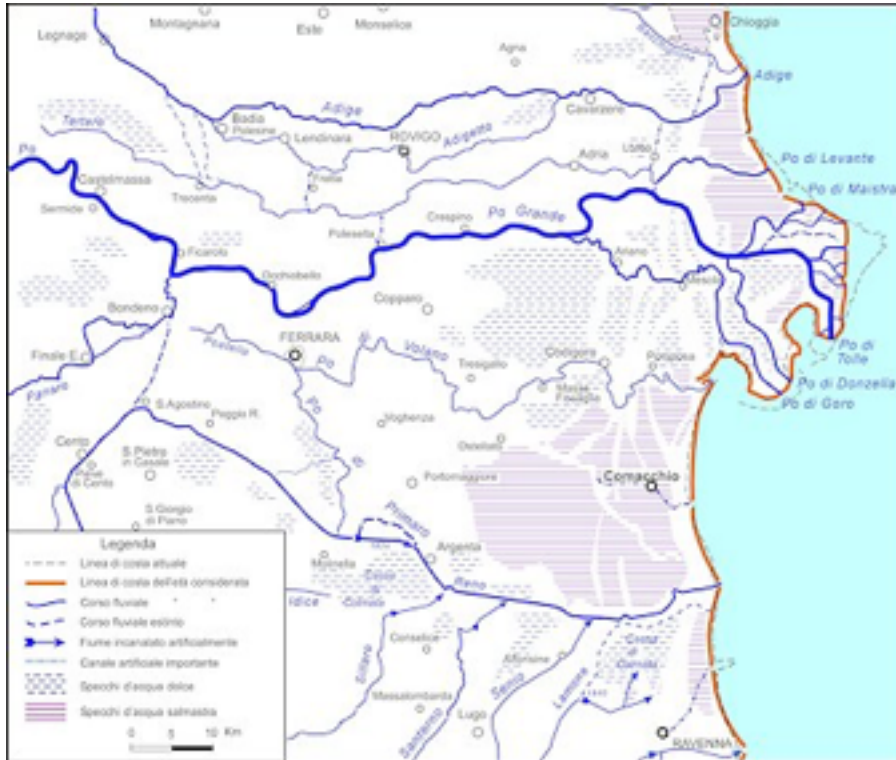 Montagnana
Este
Monselice
Chioggia
Legnago
Agna
Adige
Adige
Cavarzere
Badia
Polesine
Lendinara
Adigetto
Tartaro
ROVIGO
Loreo
Adria
Po di Levante
Po
Castelmassa
Trecenta
Fratta
Po di Maistra
Sermide
Crespino
Po Grande
Polesella
Ficarolo
Ariano
Occhiobello
Mesola
Copparo
Bondeno
FERRARA
Po di
Volano
Po di
Tolle
Finale E.
Tresigallo
Codigoro
Pomposa
Po di Donzella
Panaro
Massa
Fiscaglia
Po di Goro
S. Agostino
Poggio R.
Po di
Voghenza
Ostellato
Cento
S. Pietro
in Casale
Pieve
di Cento
Portomaggiore
Comacchio
S. Giorgio
di Piano
Primaro
Argenta
Molinella
Reno
Idice
Conselice
Alfonsine
Sillaro
Massalombarda
Santerno
Senio
Lamone
Lugo
RAVENNA
Legenda
Linea di costa attuale
Linea di costa dell'età considerata
Corso fluviale
Corso fluviale estinto
Fiume incanalato artificialmente
Canale artificiale importante
Specchi d'acqua dolce
Specchi d'acqua salmastra
0 5 10 Km